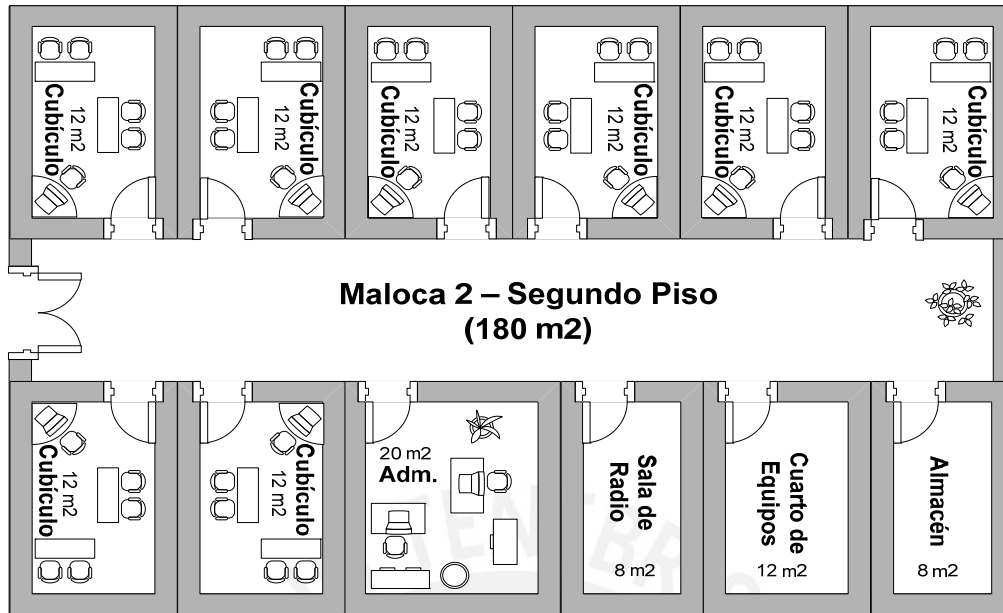 Cubículo
12 m2
Cubículo
12 m2
Cubículo
12 m2
Cubículo
12 m2
Cubículo
12 m2
Cubículo
12 m2
Maloca 2 – Segundo Piso
(180 m2)
Cubículo
12 m2
Cubículo
12 m2
20 m2
Adm.
Sala de
Radio
8 m2
Cuarto de
Equipos
12 m2
Almacén
8 m2